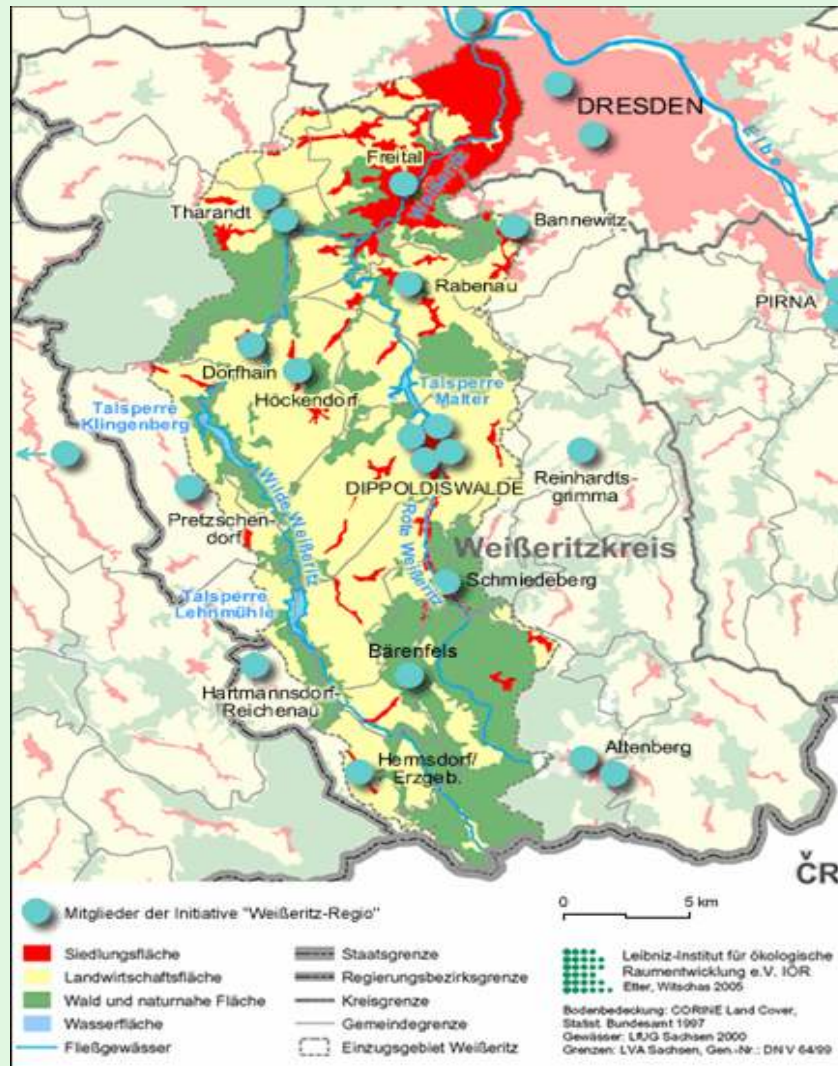 DRESDEN
Elbe
Freital
Weißeritz
Tharandt
Bannewitz
Rabenau
PIRNA
Dorfhain
Höckendorf
Talsperre
Malter
Talsperre
Klingenberg
DIPPOLDISWALDE
Reinhardts-
grimma
Pretzschen-
dorf
Wilde Weißeritz
Rote Weißeritz
Weißeritzkreis
Schmiedeberg
Talsperre
Lehnmühle
Bärenfels
Hartmannsdorf-
Reichenau
Altenberg
Hermsdorf/
Erzgeb.
ČR
Mitglieder der Initiative "Weißeritz-Regio"
Siedlungsfläche
Landwirtschaftsfläche
Wald und naturnahe Fläche
Wasserfläche
Fließgewässer
Staatsgrenze
Regierungsbezirksgrenze
Kreisgrenze
Gemeindegrenze
Einzugsgebiet Weißeritz
0 5 km
Leibniz-Institut für ökologische
Raumentwicklung e.V. IÖR
Etter, Witschas 2005
Bodenbedeckung: CORINE Land Cover,
Statist. Bundesamt 1997
Gewässer: LfUG Sachsen 2000
Grenzen: LVA Sachsen, Gen.-Nr.: DN V 64/99